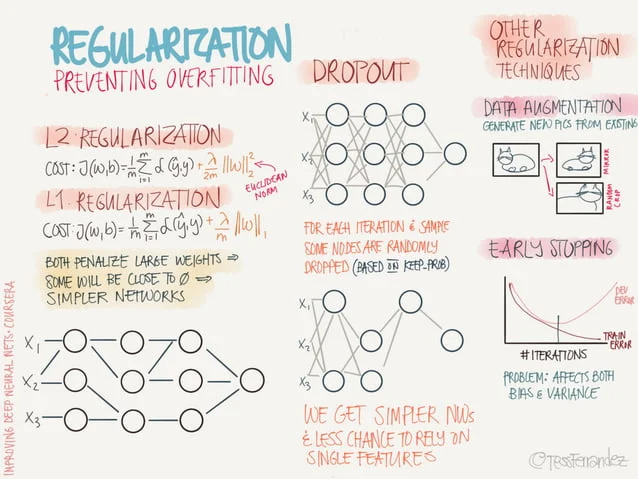 REGULARIZATION
PREVENTING OVERFITTING
L2-REGULARIZATION
COST: J(w,b)= 1/m Σ i=1 m L(ŷ,y) + λ/2m ||w||₂²
EUCLIDEAN
NORM
L1-REGULARIZATION
COST: J(w,b)= 1/m Σ i=1 m L(ŷ,y) + λ/m ||w||₁
BOTH PENALIZE LARGE WEIGHTS ⇒
SOME WILL BE CLOSE TO Ø ⇒
SIMPLER NETWORKS
X1
X2
X3
IMPROVING DEEP NEURAL NETS · COURSERA
DROPOUT
X1
X2
X3
FOR EACH ITERATION & SAMPLE
SOME NODES ARE RANDOMLY
DROPPED (BASED ON KEEP-PROB)
X1
X2
X3
WE GET SIMPLER NWs
& LESS CHANCE TO RELY ON
SINGLE FEATURES
OTHER
REGULARIZATION
TECHNIQUES
DATA AUGMENTATION
GENERATE NEW PICS FROM EXISTING
MIRROR
RANDOM
CROP
EARLY STOPPING
DEV
ERROR
TRAIN
ERROR
# ITERATIONS
PROBLEM: AFFECTS BOTH
BIAS & VARIANCE
©TessFerrandez